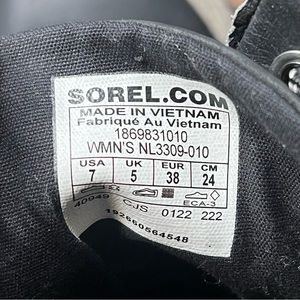 SOREL.COM
MADE IN VIETNAM
Fabriqué Au Vietnam
1869831010
WMN'S NL3309-010
USA UK EUR CM
7 5 38 24
ECA-3
40949 CJS 0122 222
192660564548